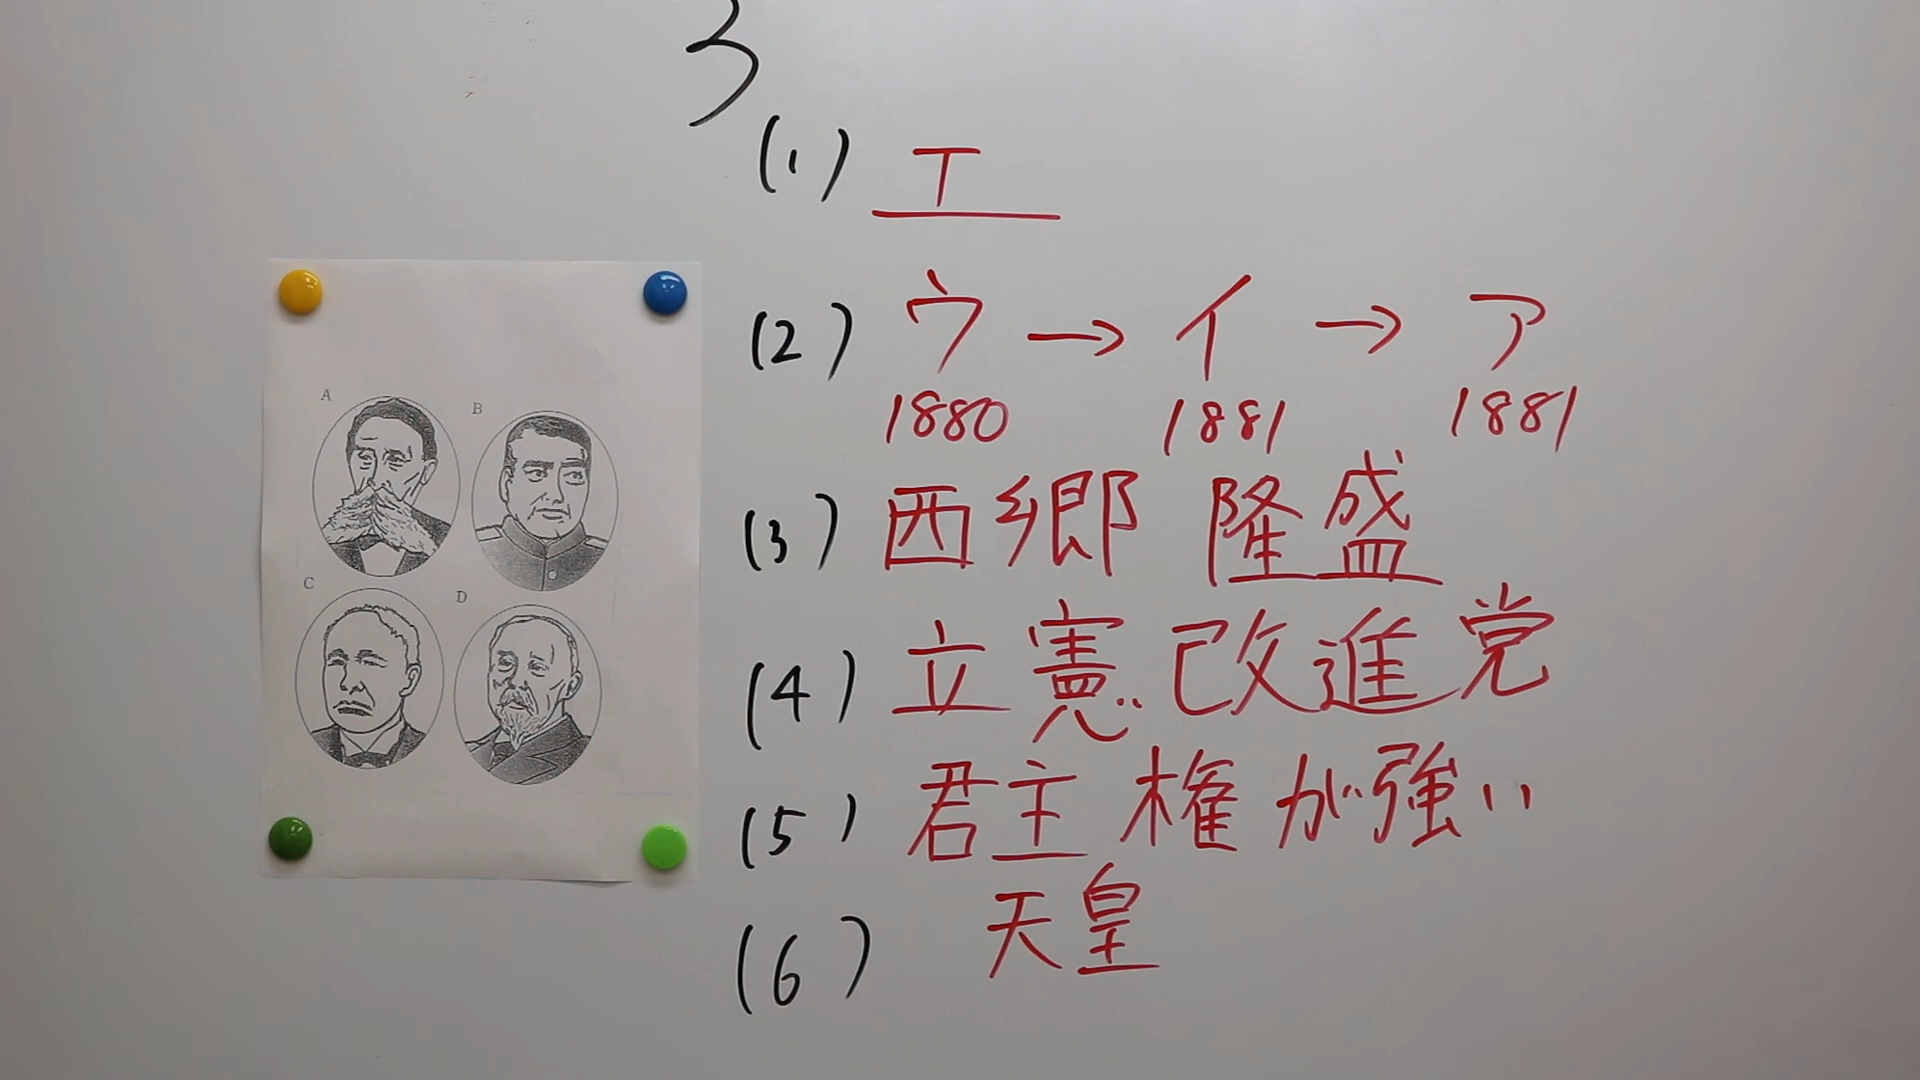 3
(1) エ
(2) ウ → イ → ア
1880 1881 1881
(3) 西郷 隆盛
(4) 立憲改進党
(5) 君主権が強い
(6) 天皇
A B
C D